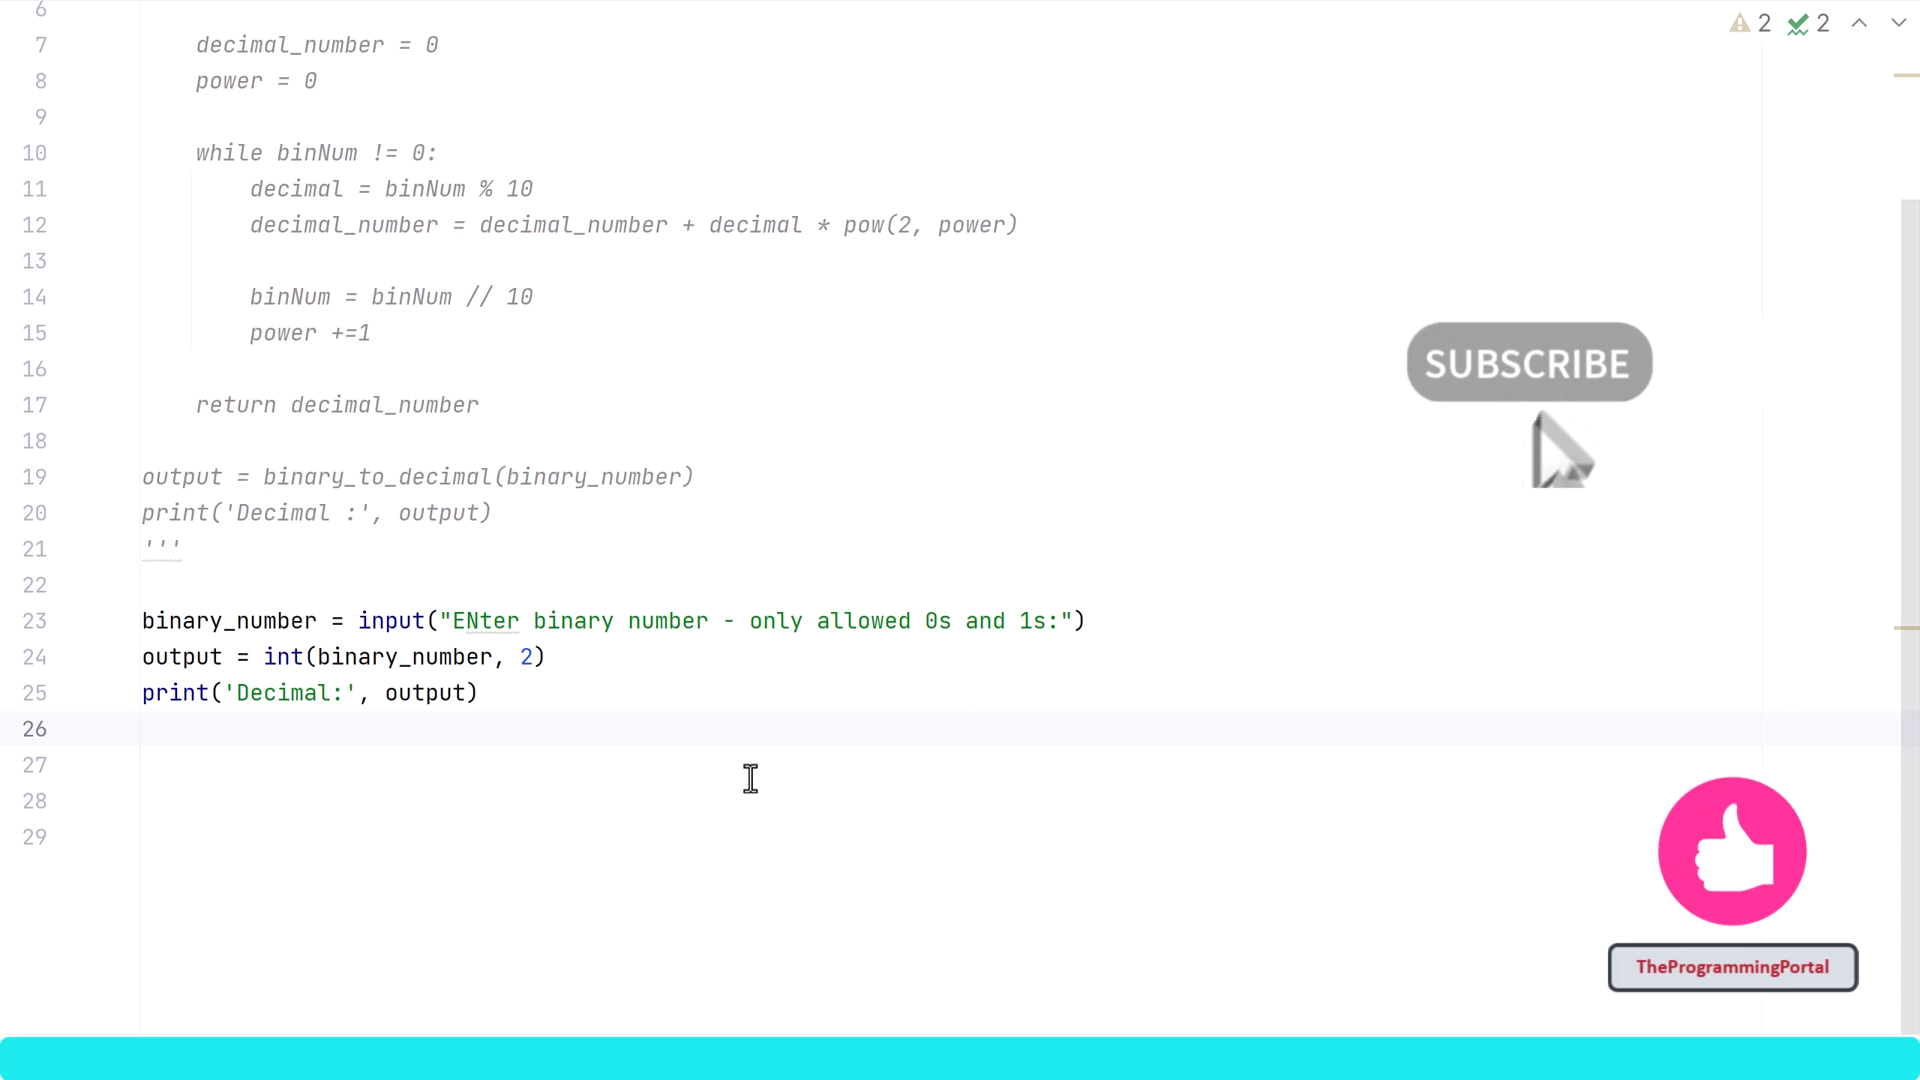 6
7 decimal_number = 0
8 power = 0
9
10 while binNum != 0:
11 decimal = binNum % 10
12 decimal_number = decimal_number + decimal * pow(2, power)
13
14 binNum = binNum // 10
15 power +=1
16
17 return decimal_number
18
19 output = binary_to_decimal(binary_number)
20 print('Decimal :', output)
21 '''
22
23 binary_number = input("ENter binary number - only allowed 0s and 1s:")
24 output = int(binary_number, 2)
25 print('Decimal:', output)
26
27
28
29
2 2
SUBSCRIBE
TheProgrammingPortal